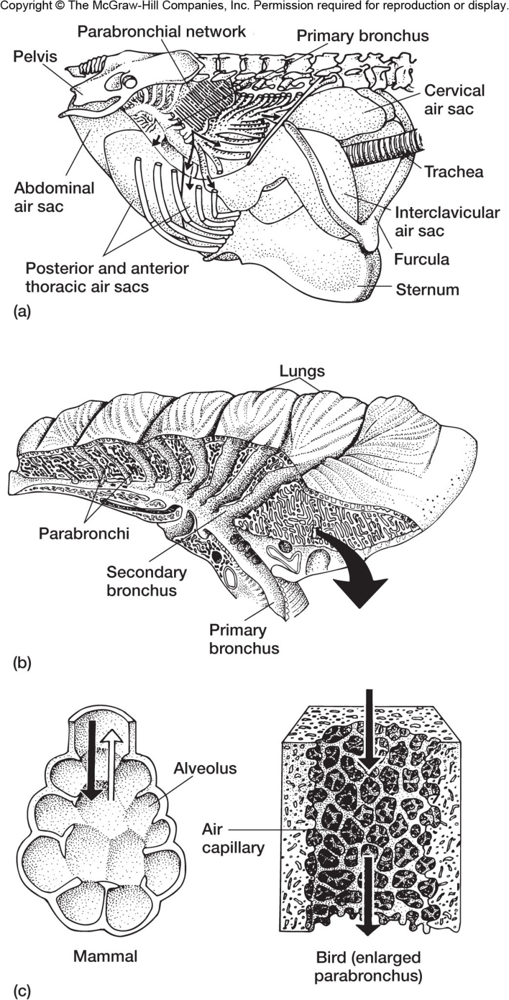 Copyright © The McGraw-Hill Companies, Inc. Permission required for reproduction or display.
Parabronchial network
Primary bronchus
Pelvis
Cervical
air sac
Trachea
Abdominal
air sac
Interclavicular
air sac
Furcula
Posterior and anterior
thoracic air sacs
Sternum
(a)
Lungs
Parabronchi
Secondary
bronchus
Primary
bronchus
(b)
Alveolus
Air
capillary
Mammal
Bird (enlarged
parabronchus)
(c)